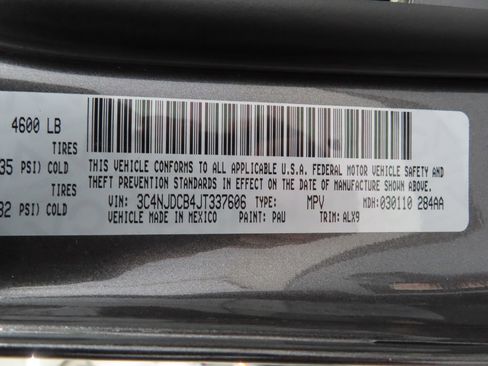 4600 LB
TIRES
THIS VEHICLE CONFORMS TO ALL APPLICABLE U.S.A. FEDERAL MOTOR VEHICLE SAFETY AND
35 PSI) COLD
THEFT PREVENTION STANDARDS IN EFFECT ON THE DATE OF MANUFACTURE SHOWN ABOVE.
TIRES
VIN: 3C4NJDCB4JT337606 TYPE: MPV MDH: 030110 284AA
32 PSI) COLD
VEHICLE MADE IN MEXICO PAINT: PAU TRIM: ALX9